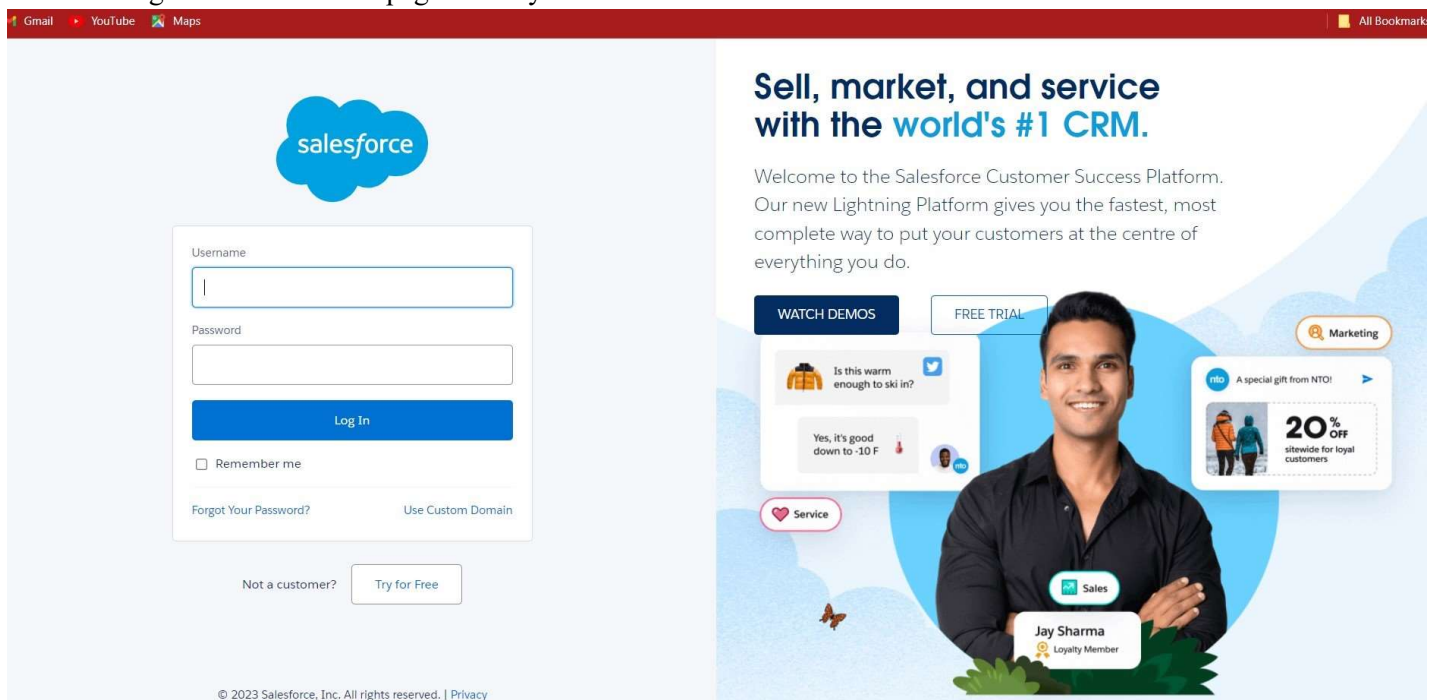 Gmail
YouTube
Maps
All Bookmarks
salesforce
Username
Password
Log In
Remember me
Forgot Your Password?
Use Custom Domain
Not a customer?
Try for Free
© 2023 Salesforce, Inc. All rights reserved. | Privacy
Sell, market, and service
with the world's #1 CRM.
Welcome to the Salesforce Customer Success Platform.
Our new Lightning Platform gives you the fastest, most
complete way to put your customers at the centre of
everything you do.
WATCH DEMOS
FREE TRIAL
Is this warm
enough to ski in?
Yes, it's good
down to -10 F
nto
Service
Marketing
nto
A special gift from NTO!
20% OFF
sitewide for loyal
customers
Sales
Jay Sharma
Loyalty Member